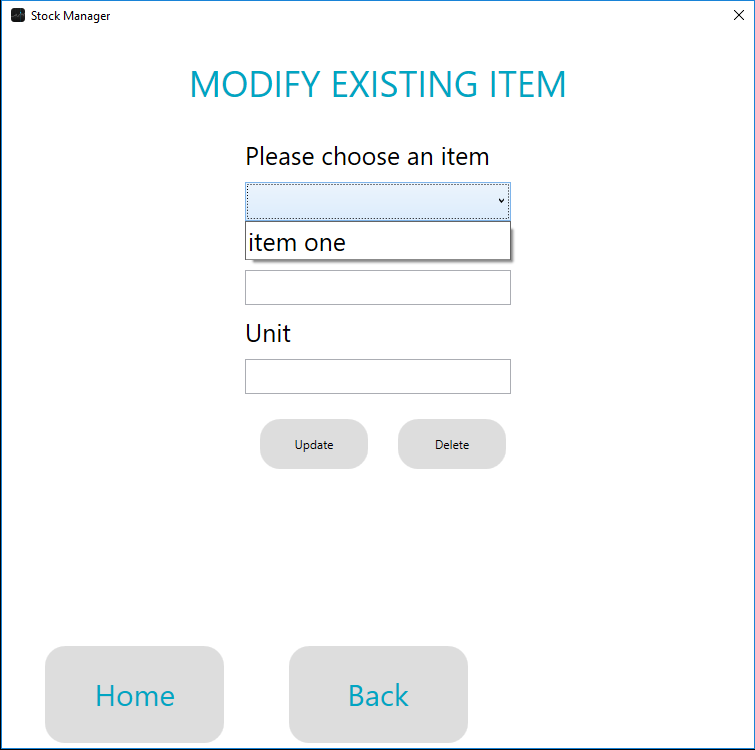 Stock Manager
MODIFY EXISTING ITEM
Please choose an item
item one
Unit
Update Delete
Home Back